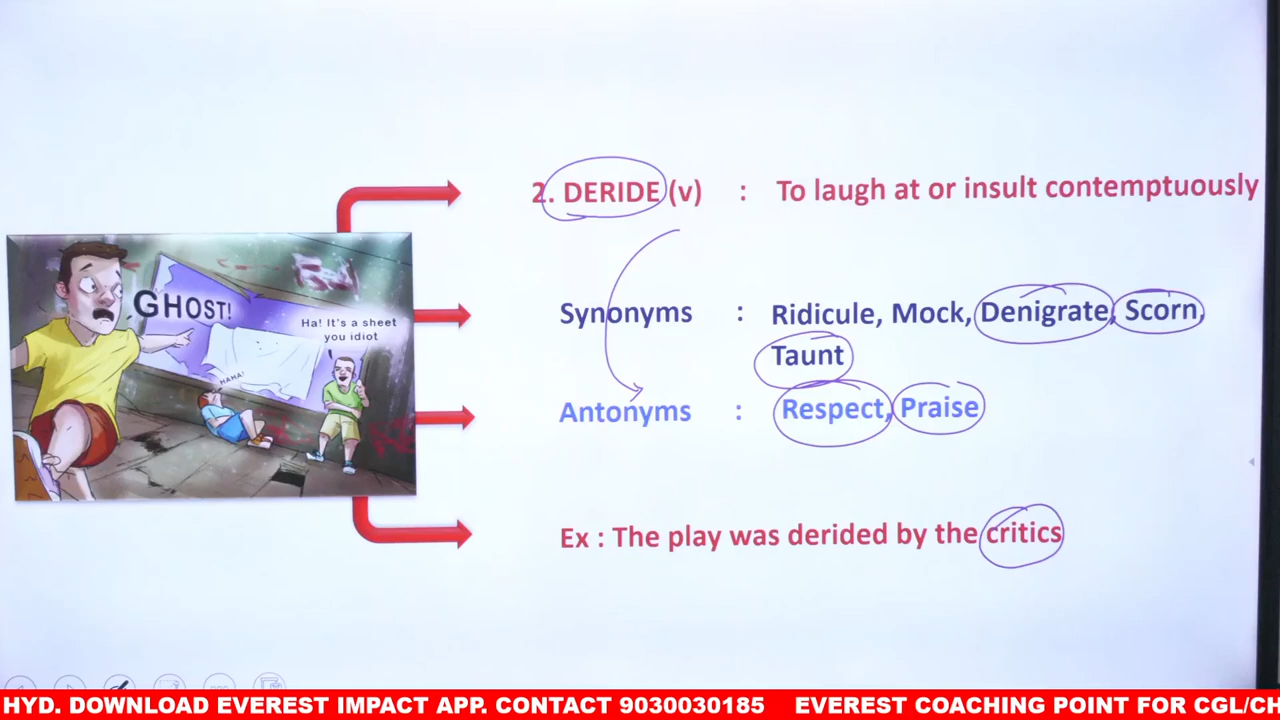 2. DERIDE (v) : To laugh at or insult contemptuously
GHOST!
Ha! It's a sheet
you idiot
HAHA!
Synonyms : Ridicule, Mock, Denigrate, Scorn,
Taunt
Antonyms : Respect, Praise
Ex : The play was derided by the critics
HYD. DOWNLOAD EVEREST IMPACT APP. CONTACT 9030030185 EVEREST COACHING POINT FOR CGL/CH